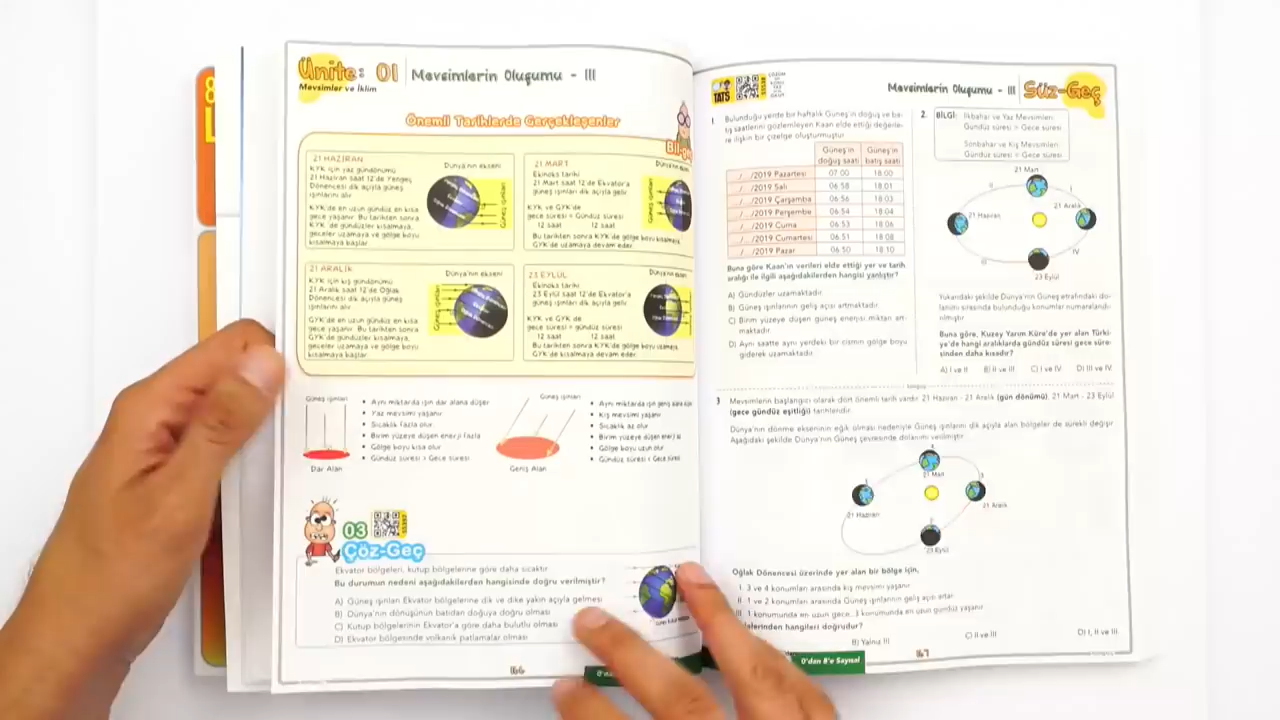 Ünite: 01
Mevsimler ve İklim
Mevsimlerin Oluşumu - III
Önemli Tarihlerde Gerçekleşenler
21 HAZİRAN
KYK için yaz gündönümü
21 Haziran saat 12'de Yengeç
Dönencesi dik açıyla güneş
ışınlarını alır
KYK'de en uzun gündüz en kısa
gece yaşanır. Bu tarihten sonra
KYK'de gündüzler kısalmaya,
geceler uzamaya ve gölge boyu
kısalmaya başlar
Dünya'nın ekseni
Güneş ışınları
21 MART
Ekinoks tarihi
21 Mart saat 12'de Ekvator'a
güneş ışınları dik açıyla gelir
KYK ve GYK'de
gece süresi = Gündüz süresi
12 saat 12 saat
Bu tarihten sonra KYK'de gölge boyu kısalmaya,
GYK'de uzamaya devam eder
Güneş ışınları
21 ARALIK
KYK için kış gündönümü
21 Aralık saat 12'de Oğlak
Dönencesi dik açıyla güneş
ışınlarını alır
GYK'de en uzun gündüz en kısa
gece yaşanır. Bu tarihten sonra
GYK'de gündüzler kısalmaya,
geceler uzamaya ve gölge boyu
kısalmaya başlar
Dünya'nın ekseni
Güneş ışınları
23 EYLÜL
Ekinoks tarihi
23 Eylül saat 12'de Ekvator'a
güneş ışınları dik açıyla gelir
KYK ve GYK'de
gece süresi = gündüz süresi
12 saat 12 saat
Bu tarihten sonra KYK'de gölge boyu uzamaya,
GYK'de kısalmaya devam eder
Güneş ışınları
Güneş ışınları
Dar Alan
• Aynı miktarda ışın dar alana düşer
• Yaz mevsimi yaşanır
• Sıcaklık fazla olur
• Birim yüzeye düşen enerji fazla
• Gölge boyu kısa olur
• Gündüz süresi > Gece süresi
Güneş ışınları
Geniş Alan
• Aynı miktarda ışın geniş
• Kış mevsimi yaşanır
• Sıcaklık az olur
• Birim yüzeye düşen enerji az
• Gölge boyu uzun olur
• Gündüz süresi < Gece süresi
03
Çöz-Geç
Ekvator bölgeleri, kutup bölgelerine göre daha sıcaktır
Bu durumun nedeni aşağıdakilerden hangisinde doğru verilmiştir?
A) Güneş ışınları Ekvator bölgelerine dik ve dike yakın açıyla gelmesi
B) Dünya'nın dönüşünün batıdan doğuya doğru olması
C) Kutup bölgelerinin Ekvator'a göre daha bulutlu olması
D) Ekvator bölgesinde volkanik patlamalar olması
166
TATS
Mevsimlerin Oluşumu - III
Süz-Geç
1 Bulunduğu yerde bir haftalık Güneş'in doğuş ve ba-
tış saatlerini gözlemleyen Kaan elde ettiği değerle-
re ilişkin bir çizelge oluşturmuştur
Güneş'in doğuş saati Güneş'in batış saati
/ /2019 Pazartesi 07 00 18 00
/ /2019 Salı 06 58 18 01
/ /2019 Çarşamba 06 56 18 03
/ /2019 Perşembe 06 54 18 04
/ /2019 Cuma 06 53 18 06
/ /2019 Cumartesi 06 51 18 08
/ /2019 Pazar 06 50 18 10
Buna göre Kaan'ın verileri elde ettiği yer ve tarih
aralığı ile ilgili aşağıdakilerden hangisi yanlıştır?
A) Gündüzler uzamaktadır
B) Güneş ışınlarının geliş açısı artmaktadır
C) Birim yüzeye düşen güneş enerjisi miktarı art-
maktadır
D) Aynı saatte aynı yerdeki bir cismin gölge boyu
giderek uzamaktadır
2. BİLGİ:
İlkbahar ve Yaz Mevsimleri
Gündüz süresi > Gece süresi
Sonbahar ve Kış Mevsimleri
Gündüz süresi < Gece süresi
21 Mart
II
I
21 Haziran
21 Aralık
III
IV
23 Eylül
Yukarıdaki şekilde Dünya'nın Güneş etrafındaki do-
lanımı sırasında bulunduğu konumlar numaralandı-
rılmıştır
Buna göre, Kuzey Yarım Küre'de yer alan Türki-
ye'de hangi aralıklarda gündüz süresi gece süre-
sinden daha kısadır?
A) I ve II B) II ve III C) I ve IV D) III ve IV
3 Mevsimlerin başlangıcı olarak dört önemli tarih vardır. 21 Haziran - 21 Aralık (gün dönümü), 21 Mart - 23 Eylül
(gece gündüz eşitliği) tarihleridir.
Dünya'nın dönme ekseninin eğik olması nedeniyle Güneş ışınlarını dik açıyla alan bölgeler de sürekli değişir
Aşağıdaki şekilde Dünya'nın Güneş çevresinde dolanımı verilmiştir
21 Mart
21 Haziran
21 Aralık
23 Eylül
Oğlak Dönencesi üzerinde yer alan bir bölge için,
I. 3 ve 4 konumları arasında kış mevsimi yaşanır
II. 1 ve 2 konumları arasında Güneş ışınlarının geliş açısı artar
III. 1 konumunda en uzun gece, 3 konumunda en uzun gündüz yaşanır
hangileri doğrudur?
B) Yalnız III C) II ve III D) I, II ve III
0'dan 8'e Sayısal
167